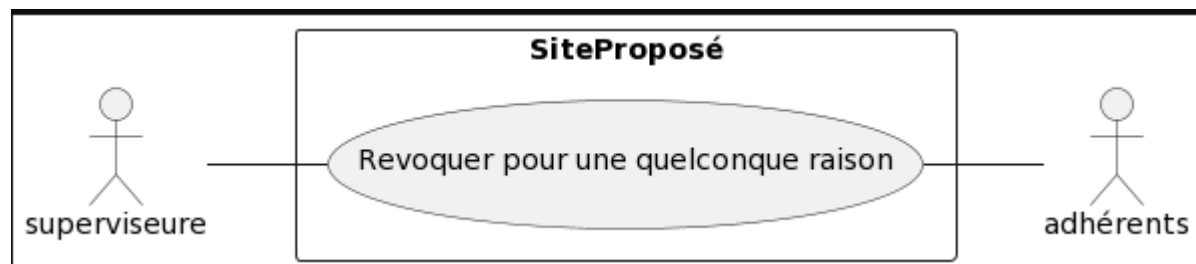 SiteProposé
Revoquer pour une quelconque raison
superviseure
adhérents